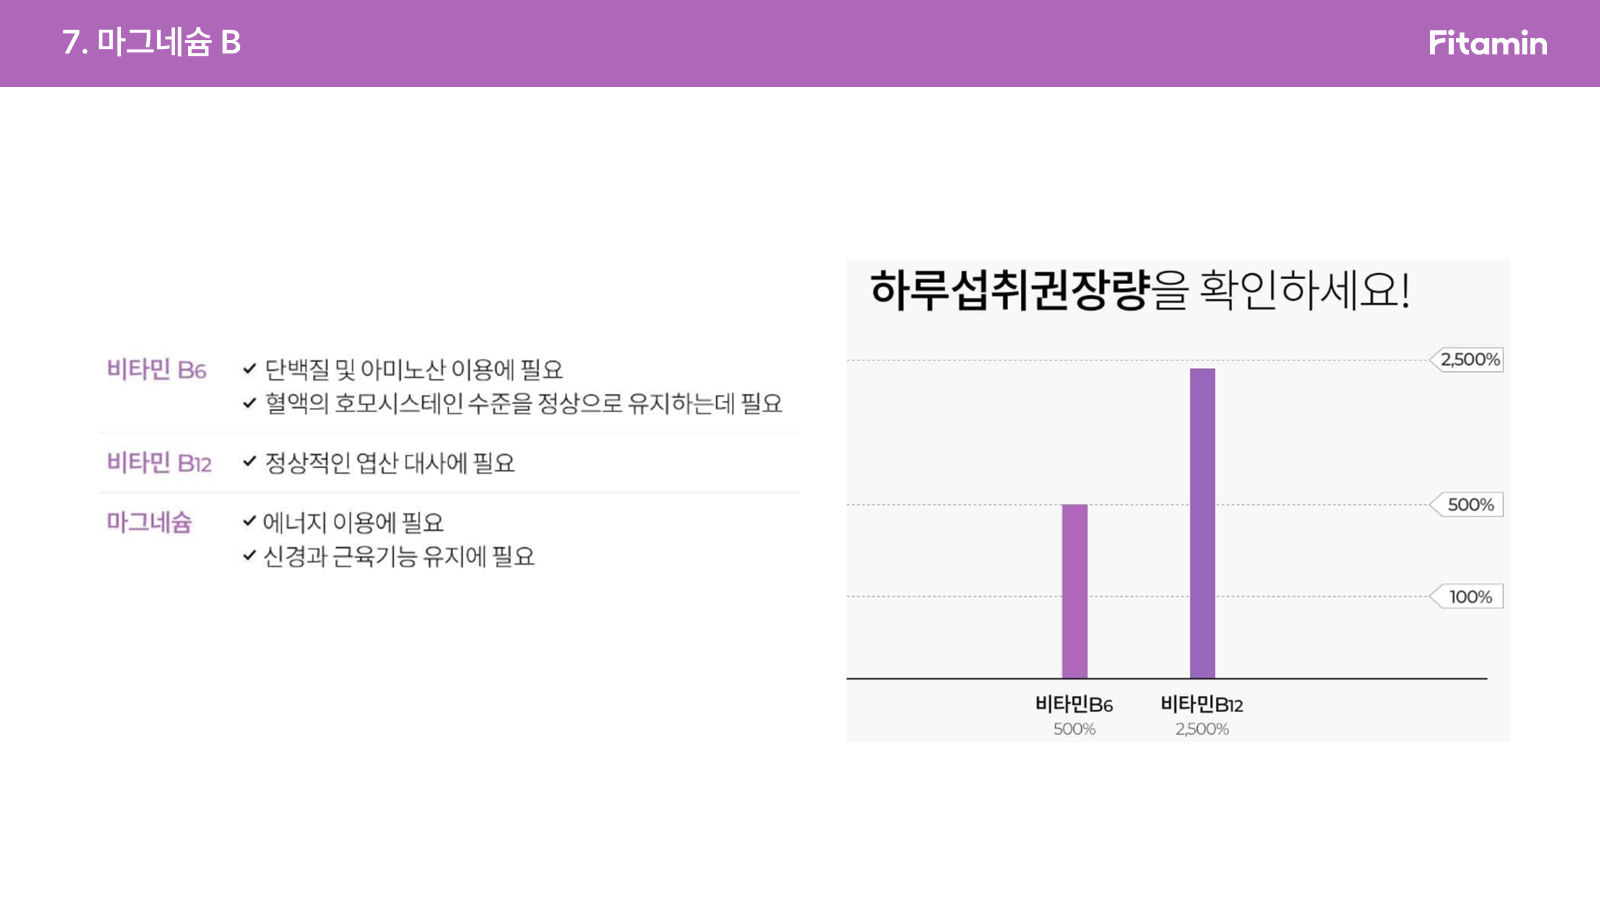 7. 마그네슘 B
Fitamin
비타민 B6
✓ 단백질 및 아미노산 이용에 필요
✓ 혈액의 호모시스테인 수준을 정상으로 유지하는데 필요
비타민 B12
✓ 정상적인 엽산 대사에 필요
마그네슘
✓ 에너지 이용에 필요
✓ 신경과 근육기능 유지에 필요
하루섭취권장량을 확인하세요!
2,500%
500%
100%
비타민B6
500%
비타민B12
2,500%